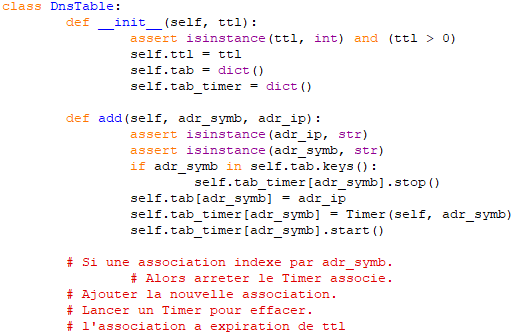 class DnsTable:
        def __init__(self, ttl):
                assert isinstance(ttl, int) and (ttl > 0)
                self.ttl = ttl
                self.tab = dict()
                self.tab_timer = dict()

        def add(self, adr_symb, adr_ip):
                assert isinstance(adr_ip, str)
                assert isinstance(adr_symb, str)
                if adr_symb in self.tab.keys():
                        self.tab_timer[adr_symb].stop()
                self.tab[adr_symb] = adr_ip
                self.tab_timer[adr_symb] = Timer(self, adr_symb)
                self.tab_timer[adr_symb].start()

        # Si une association indexe par adr_symb.
                # Alors arreter le Timer associe.
        # Ajouter la nouvelle association.
        # Lancer un Timer pour effacer.
        # l'association a expiration de ttl